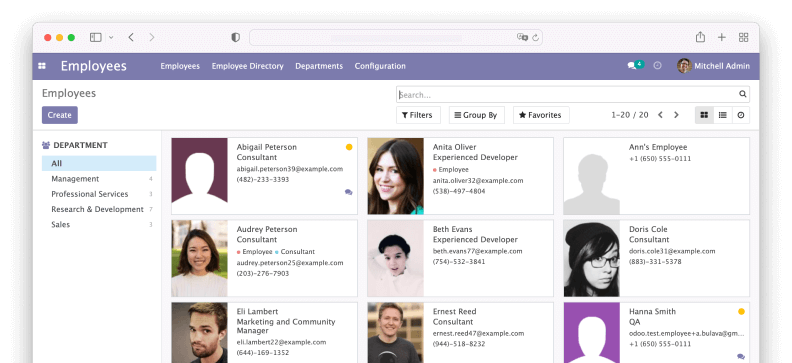 Employees Employees Employee Directory Departments Configuration 4 Mitchell Admin
Employees Search...
Create Filters Group By Favorites 1-20 / 20
DEPARTMENT
All
Management 4
Professional Services 3
Research & Development 7
Sales 3
Abigail Peterson
Consultant
abigail.peterson39@example.com
(482)-233-3393
Anita Oliver
Experienced Developer
Employee
anita.oliver32@example.com
(538)-497-4804
Ann's Employee
+1 (650) 555-0111
Audrey Peterson
Consultant
Employee Consultant
audrey.peterson25@example.com
(203)-276-7903
Beth Evans
Experienced Developer
beth.evans77@example.com
(754)-532-3841
Doris Cole
Consultant
doris.cole31@example.com
(883)-331-5378
Eli Lambert
Marketing and Community
Manager
eli.lambert22@example.com
(644)-169-1352
Ernest Reed
Consultant
ernest.reed47@example.com
(944)-518-8232
Hanna Smith
QA
odoo.test.employee+a.bulava@gm...
+1 (650) 555-0111